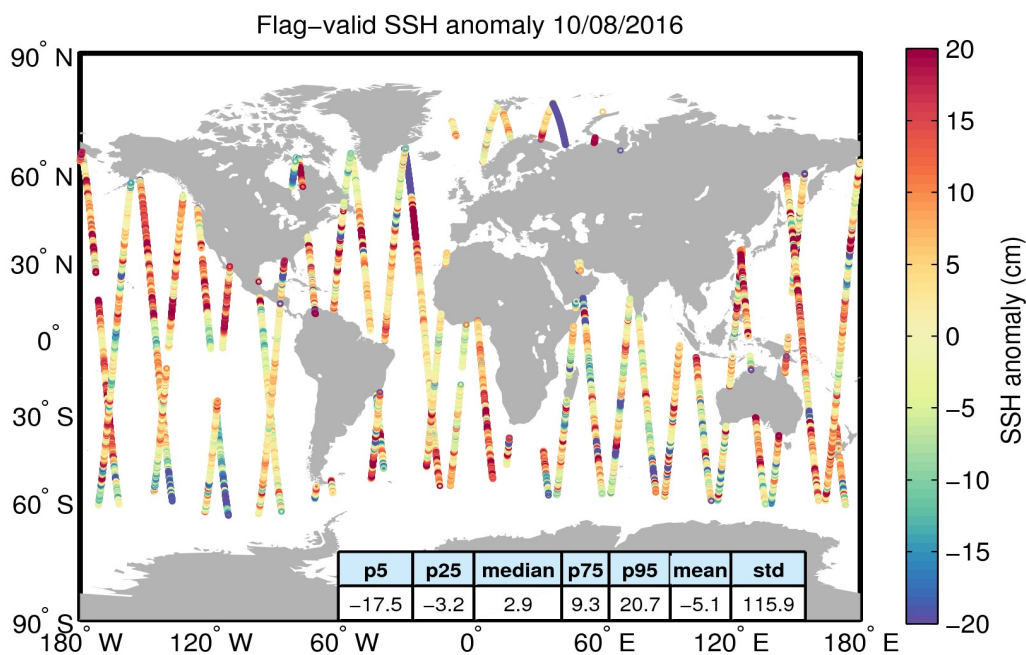 Flag−valid SSH anomaly 10/08/2016
90° N
60° N
30° N
0°
30° S
60° S
90° S
180° W
120° W
60° W
0°
60° E
120° E
180° E
p5 p25 median p75 p95 mean std
−17.5 −3.2 2.9 9.3 20.7 −5.1 115.9
20
15
10
5
0
−5
−10
−15
−20
SSH anomaly (cm)